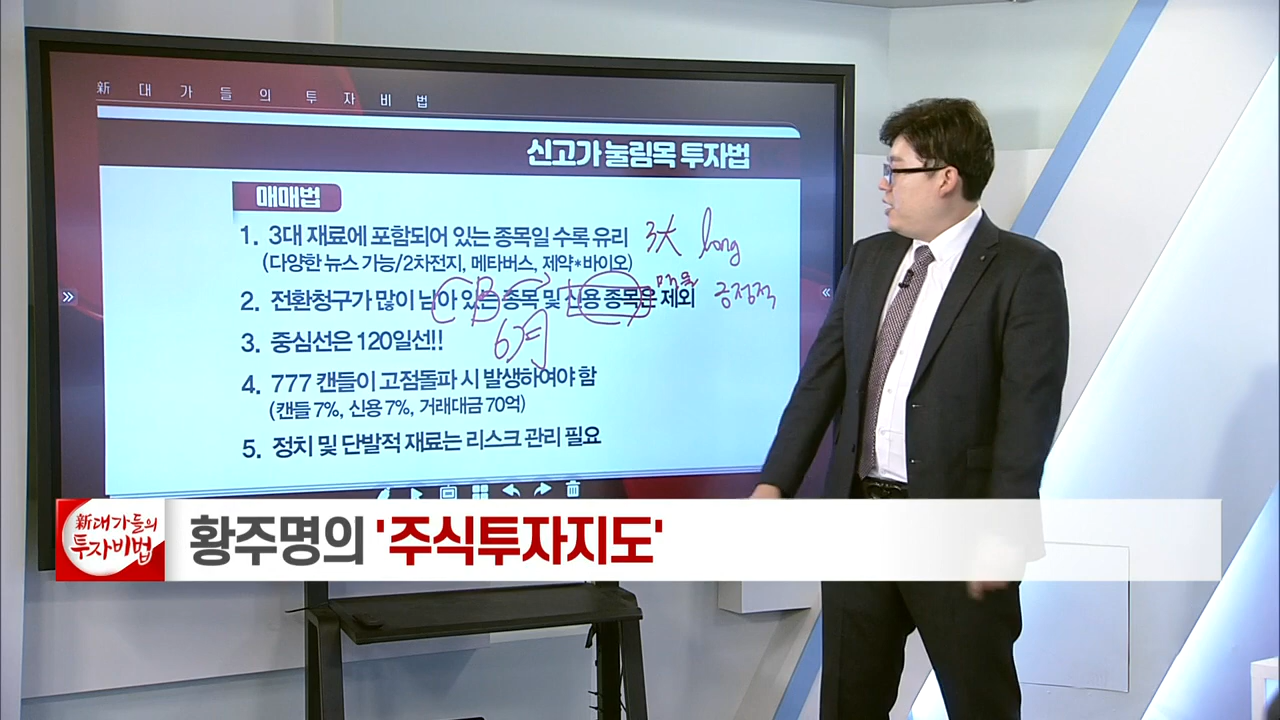 新 대 가 들 의 투 자 비 법
신고가 눌림목 투자법
매매법
1. 3대 재료에 포함되어 있는 종목일 수록 유리 3大 long
(다양한 뉴스 가능/2차전지, 메타버스, 제약*바이오)
2. 전환청구가 많이 남아 있는 종목 및 신용 종목은 제외 긍정적
CB
6개월
3. 중심선은 120일선!!
4. 777 캔들이 고점돌파 시 발생하여야 함
(캔들 7%, 신용 7%, 거래대금 70억)
5. 정치 및 단발적 재료는 리스크 관리 필요
新대가들의
투자비법
황주명의 '주식투자지도'